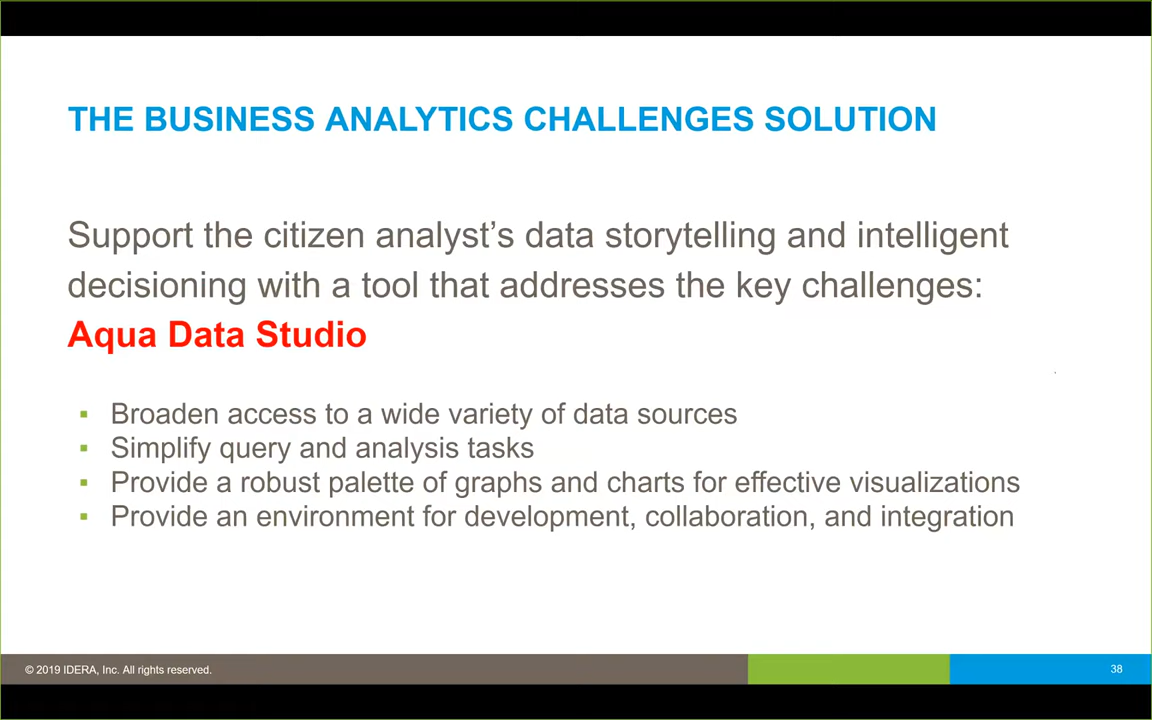 THE BUSINESS ANALYTICS CHALLENGES SOLUTION
Support the citizen analyst’s data storytelling and intelligent
decisioning with a tool that addresses the key challenges:
Aqua Data Studio
▪ Broaden access to a wide variety of data sources
▪ Simplify query and analysis tasks
▪ Provide a robust palette of graphs and charts for effective visualizations
▪ Provide an environment for development, collaboration, and integration
© 2019 IDERA, Inc. All rights reserved.
38